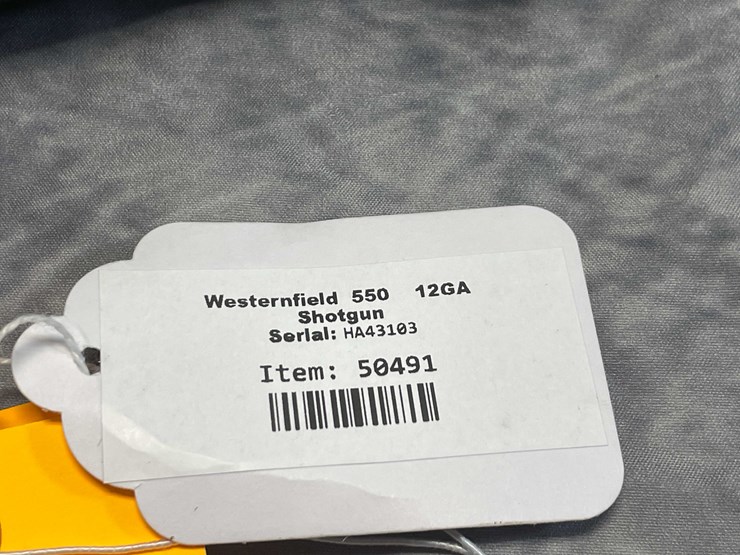 Westernfield 550 12GA
Shotgun
Serial: HA43103
Item: 50491